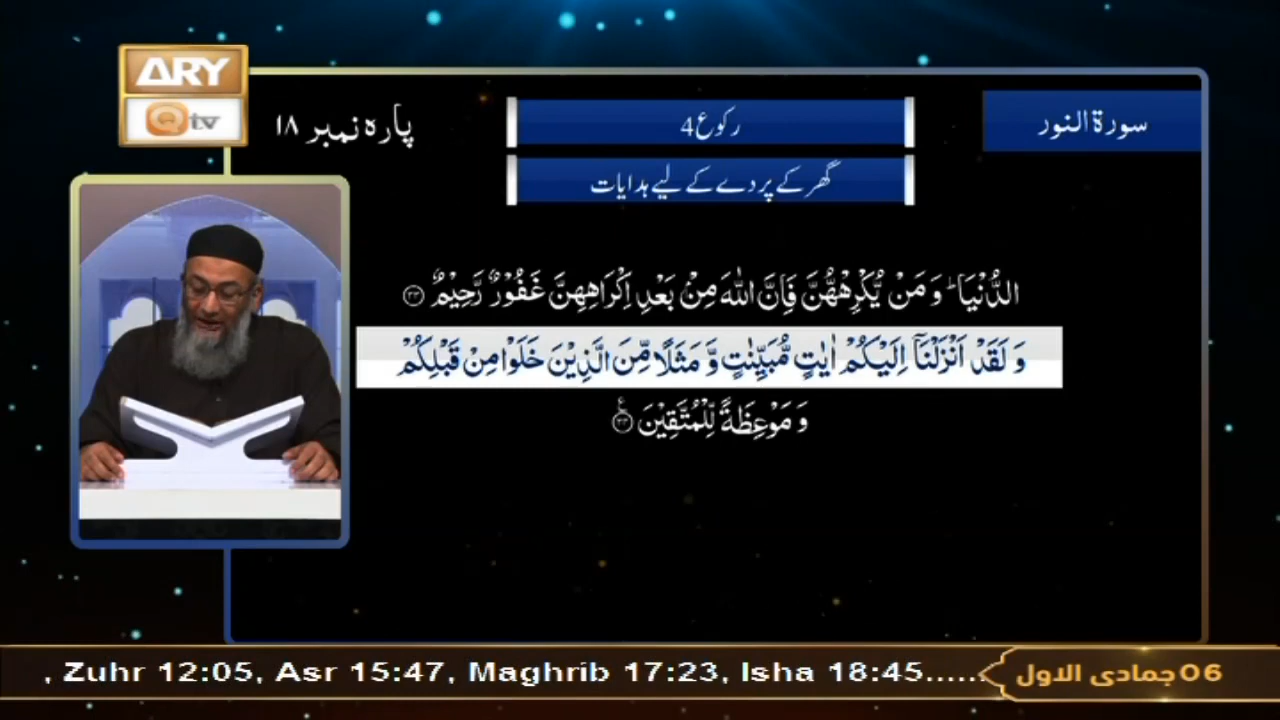 ARY
Qtv
پارہ نمبر ۱۸
رکوع 4
سورۃ النور
گھر کے پردے کے لیے ہدایات
الدُّنْيَا ؕ وَ مَنْ يُّكْرِهْهُّنَّ فَاِنَّ اللّٰهَ مِنْۢ بَعْدِ اِكْرَاهِهِنَّ غَفُوْرٌ رَّحِيْمٌ ﴿۳۳﴾
وَ لَقَدْ اَنْزَلْنَاۤ اِلَيْكُمْ اٰيٰتٍ مُّبَيِّنٰتٍ وَّ مَثَلًا مِّنَ الَّذِيْنَ خَلَوْا مِنْ قَبْلِكُمْ
وَ مَوْعِظَةً لِّلْمُتَّقِيْنَ ﴿۳۴﴾ ع
, Zuhr 12:05, Asr 15:47, Maghrib 17:23, Isha 18:45.....
06 جمادی الاول